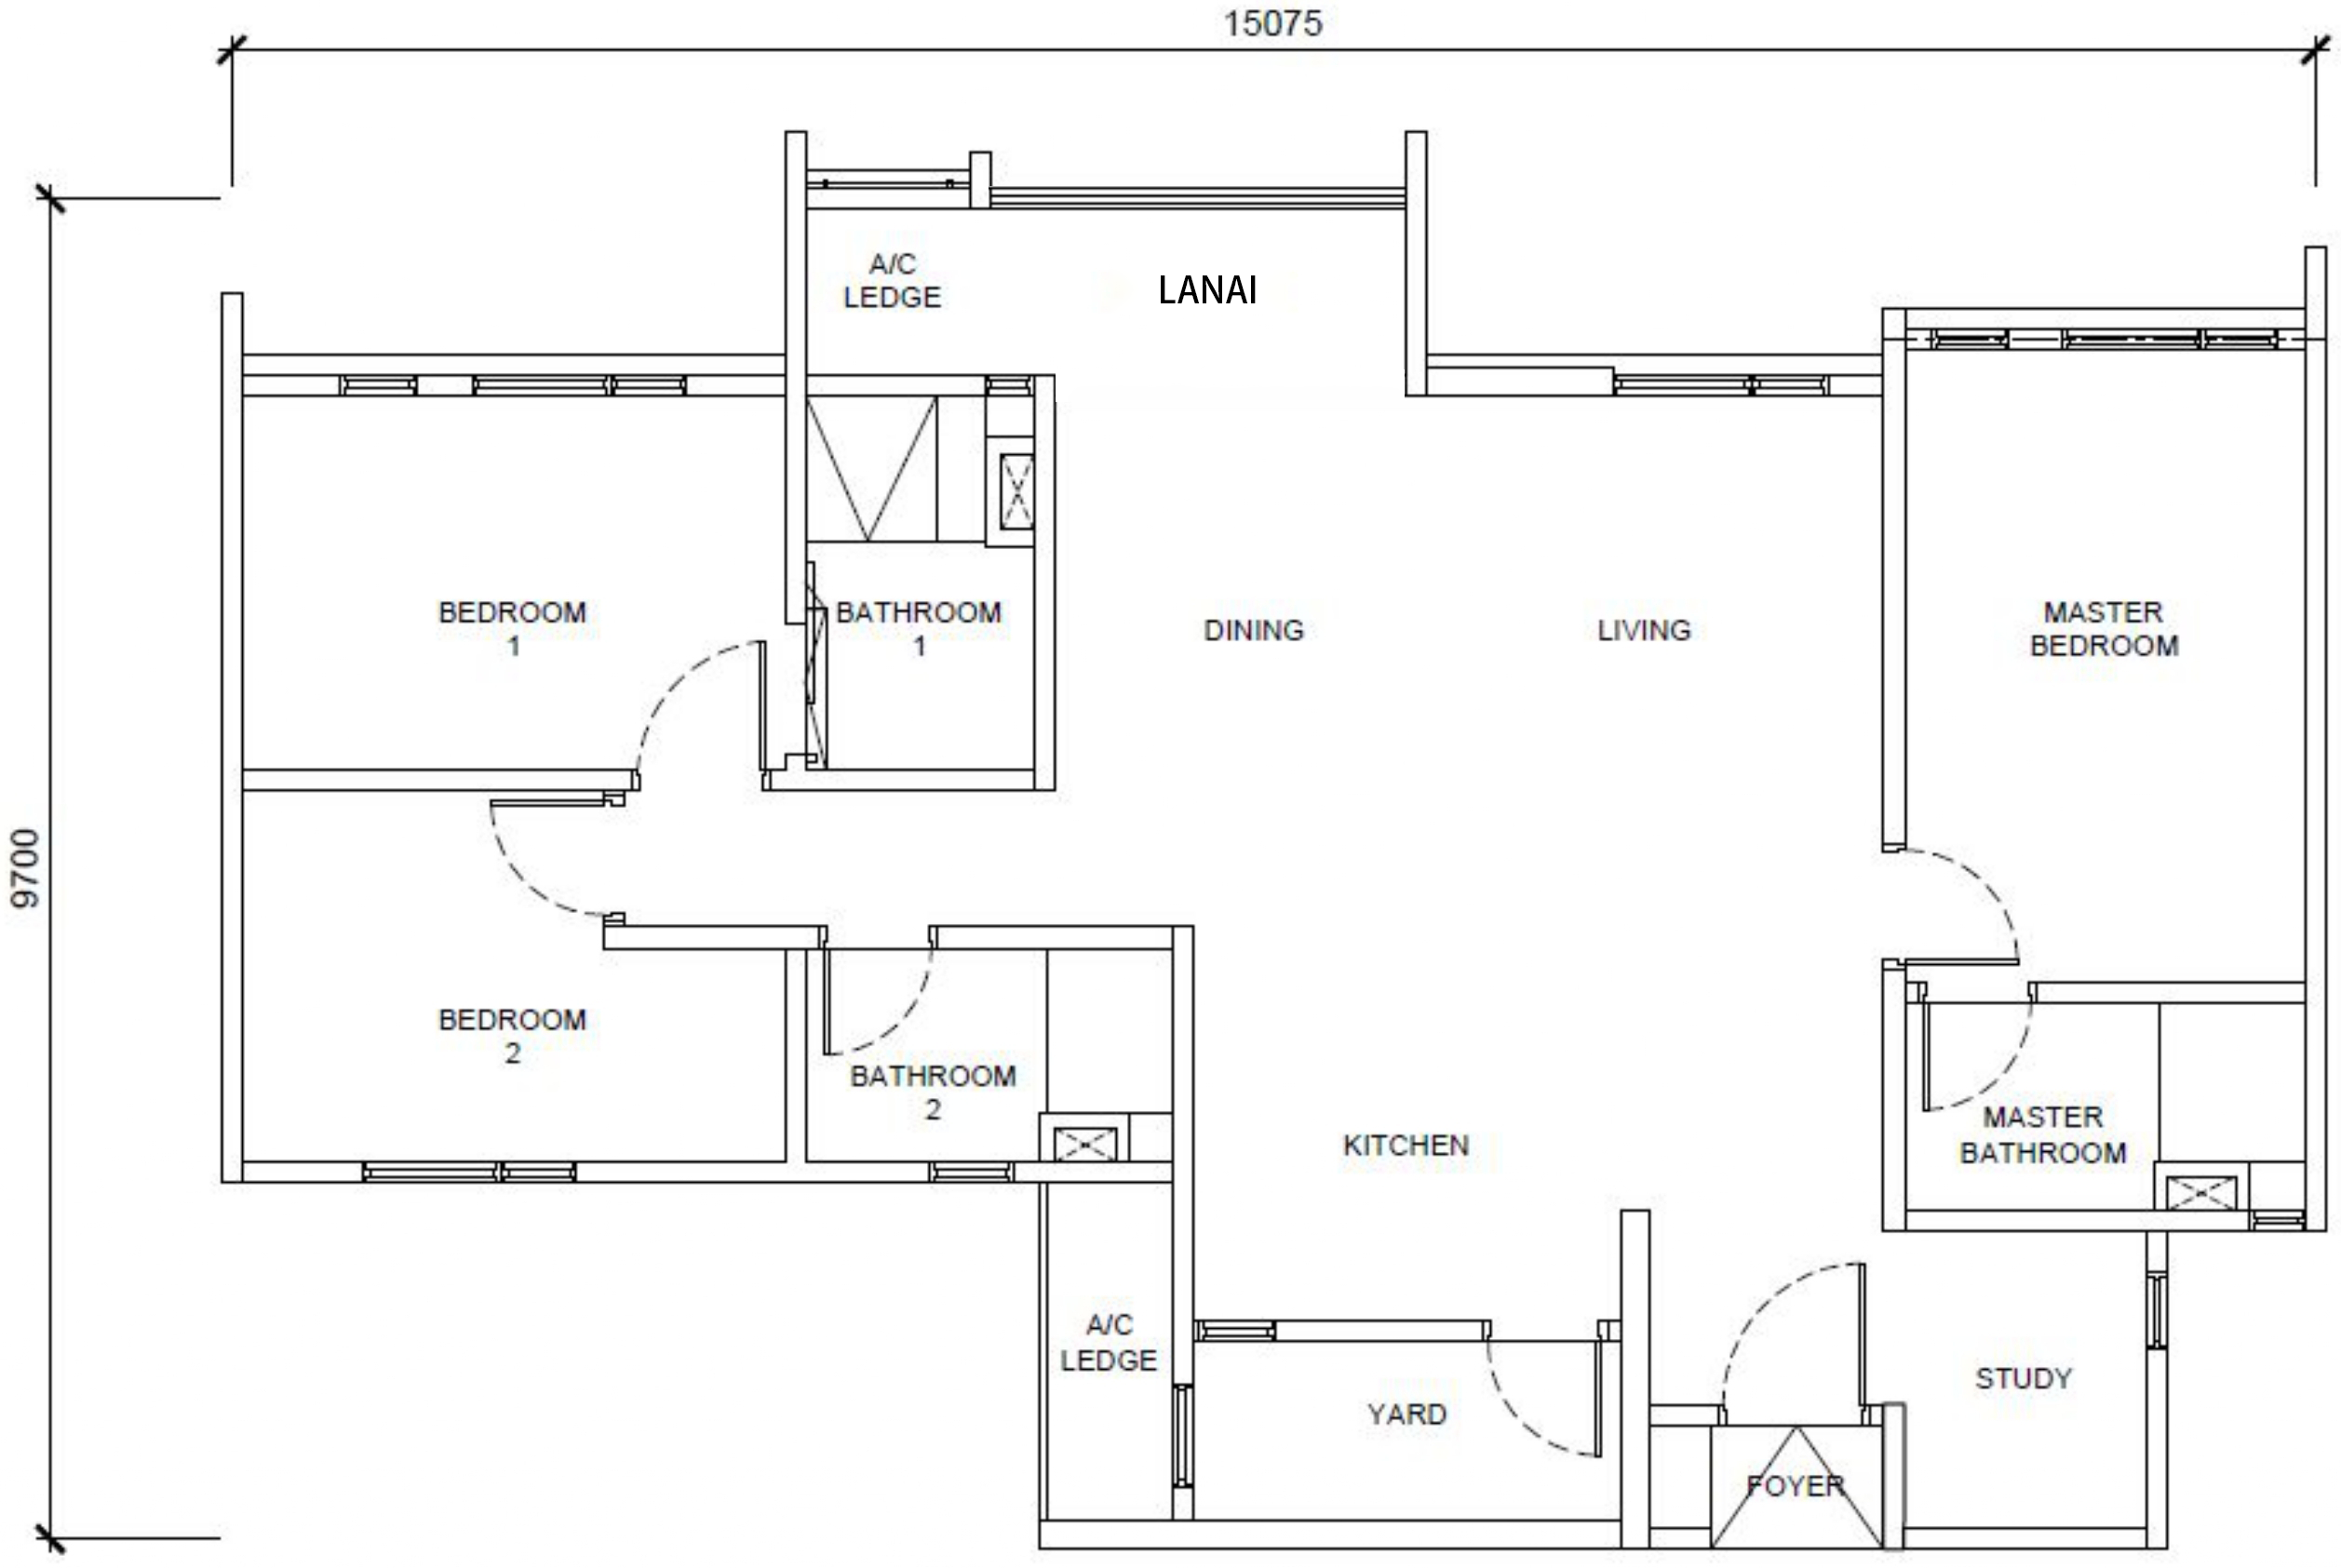 15075
A/C
LEDGE
LANAI
BEDROOM
1
BATHROOM
1
DINING
LIVING
MASTER
BEDROOM
9700
BEDROOM
2
BATHROOM
2
KITCHEN
MASTER
BATHROOM
A/C
LEDGE
YARD
STUDY
FOYER